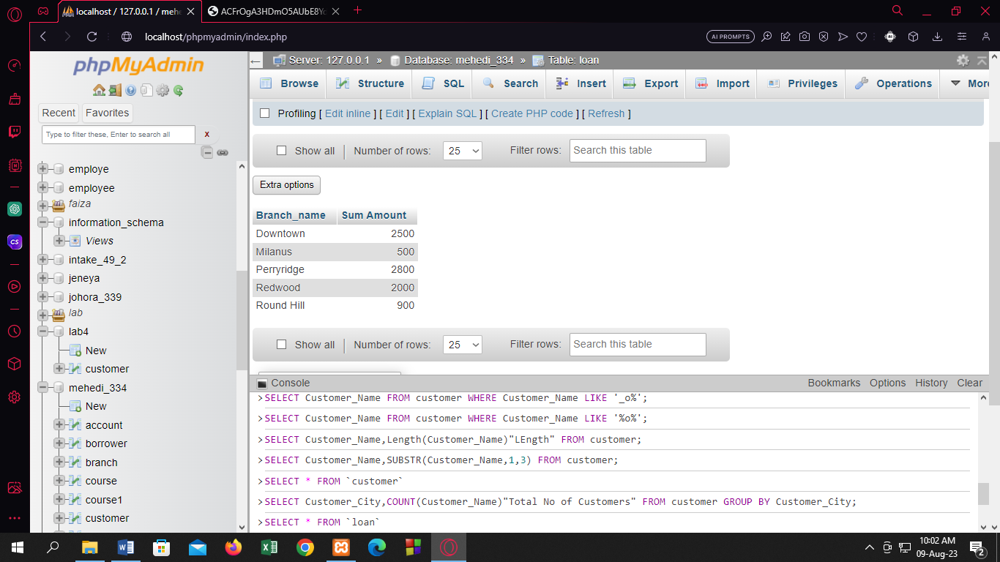 localhost / 127.0.0.1 / mehe
ACFrOgA3HDmO5AUbE8Yc
localhost/phpmyadmin/index.php
AI PROMPTS
phpMyAdmin
Recent Favorites
Type to filter these, Enter to search all X
employe
employee
faiza
information_schema
Views
intake_49_2
jeneya
johora_339
lab
lab4
New
customer
mehedi_334
New
account
borrower
branch
course
course1
customer
Server: 127.0.0.1 » Database: mehedi_334 » Table: loan
Browse Structure SQL Search Insert Export Import Privileges Operations More
Profiling [ Edit inline ] [ Edit ] [ Explain SQL ] [ Create PHP code ] [ Refresh ]
Show all | Number of rows: 25 Filter rows: Search this table
Extra options
Branch_name Sum Amount
Downtown 2500
Milanus 500
Perryridge 2800
Redwood 2000
Round Hill 900
Show all | Number of rows: 25 Filter rows: Search this table
Console Bookmarks Options History Clear
>SELECT Customer_Name FROM customer WHERE Customer_Name LIKE '_o%';
>SELECT Customer_Name FROM customer WHERE Customer_Name LIKE '%o%';
>SELECT Customer_Name,Length(Customer_Name)"LEngth" FROM customer;
>SELECT Customer_Name,SUBSTR(Customer_Name,1,3) FROM customer;
>SELECT * FROM `customer`
>SELECT Customer_City,COUNT(Customer_Name)"Total No of Customers" FROM customer GROUP BY Customer_City;
>SELECT * FROM `loan`
CS
10:02 AM
09-Aug-23
2